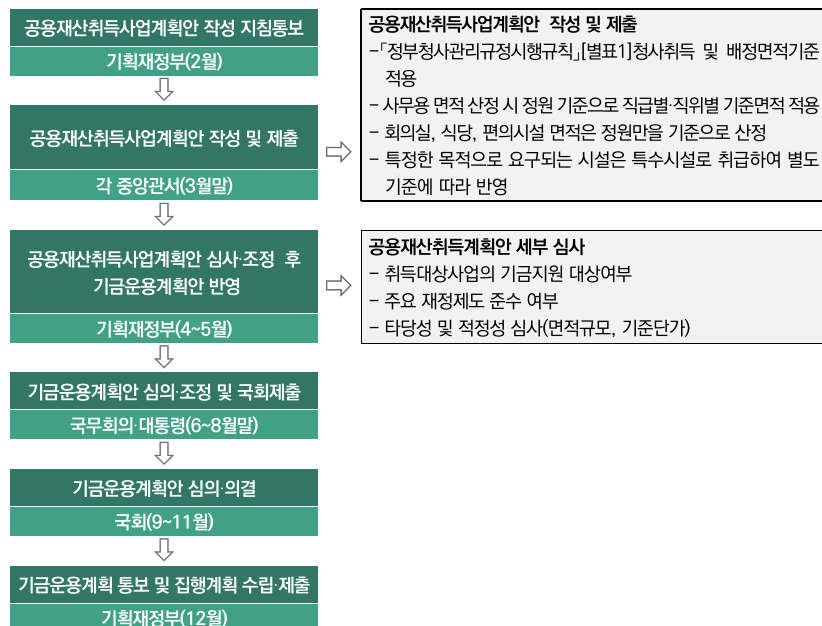 공용재산취득사업계획안 작성 지침통보
기획재정부(2월)
공용재산취득사업계획안 작성 및 제출
각 중앙관서(3월말)
공용재산취득사업계획안 작성 및 제출
-「정부청사관리규정시행규칙」[별표1]청사취득 및 배정면적기준
적용
- 사무용 면적 산정 시 정원 기준으로 직급별·직위별 기준면적 적용
- 회의실, 식당, 편의시설 면적은 정원만을 기준으로 산정
- 특정한 목적으로 요구되는 시설은 특수시설로 취급하여 별도
기준에 따라 반영
공용재산취득사업계획안 심사·조정 후
기금운용계획안 반영
기획재정부(4~5월)
공용재산취득계획안 세부 심사
- 취득대상사업의 기금지원 대상여부
- 주요 재정제도 준수 여부
- 타당성 및 적정성 심사(면적규모, 기준단가)
기금운용계획안 심의·조정 및 국회제출
국무회의·대통령(6~8월말)
기금운용계획안 심의·의결
국회(9~11월)
기금운용계획 통보 및 집행계획 수립·제출
기획재정부(12월)